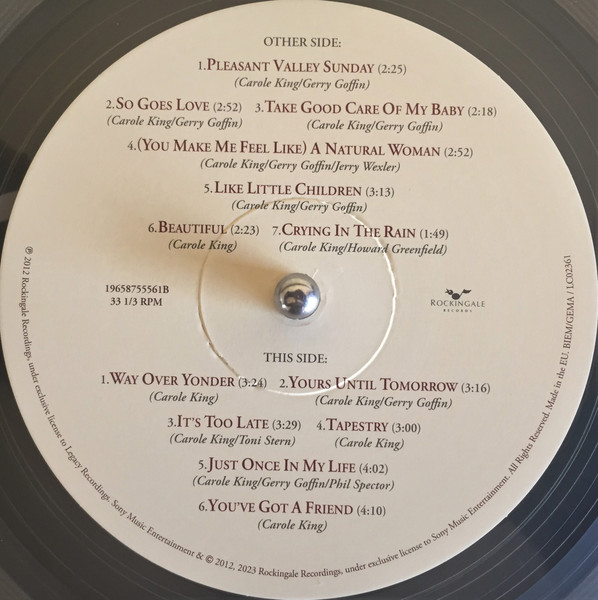 OTHER SIDE:
1.PLEASANT VALLEY SUNDAY (2:25)
(Carole King/Gerry Goffin)
2.SO GOES LOVE (2:52) 3.TAKE GOOD CARE OF MY BABY (2:18)
(Carole King/Gerry Goffin) (Carole King/Gerry Goffin)
4.(YOU MAKE ME FEEL LIKE) A NATURAL WOMAN (2:52)
(Carole King/Gerry Goffin/Jerry Wexler)
5.LIKE LITTLE CHILDREN (3:13)
(Carole King/Gerry Goffin)
6.BEAUTIFUL (2:23) 7.CRYING IN THE RAIN (1:49)
(Carole King) (Carole King/Howard Greenfield)
19658755561B
33 1/3 RPM
ROCKINGALE
RECORDS
THIS SIDE:
1.WAY OVER YONDER (3:24) 2.YOURS UNTIL TOMORROW (3:16)
(Carole King) (Carole King/Gerry Goffin)
3.IT'S TOO LATE (3:29) 4.TAPESTRY (3:00)
(Carole King/Toni Stern) (Carole King)
5.JUST ONCE IN MY LIFE (4:02)
(Carole King/Gerry Goffin/Phil Spector)
6.YOU'VE GOT A FRIEND (4:10)
(Carole King)
℗ 2012 Rockingale Recordings, under exclusive license to Legacy Recordings, Sony Music Entertainment & © 2012, 2023 Rockingale Recordings, under exclusive license to Sony Music Entertainment. All Rights Reserved. Made in the EU. BIEM/GEMA / LC02361